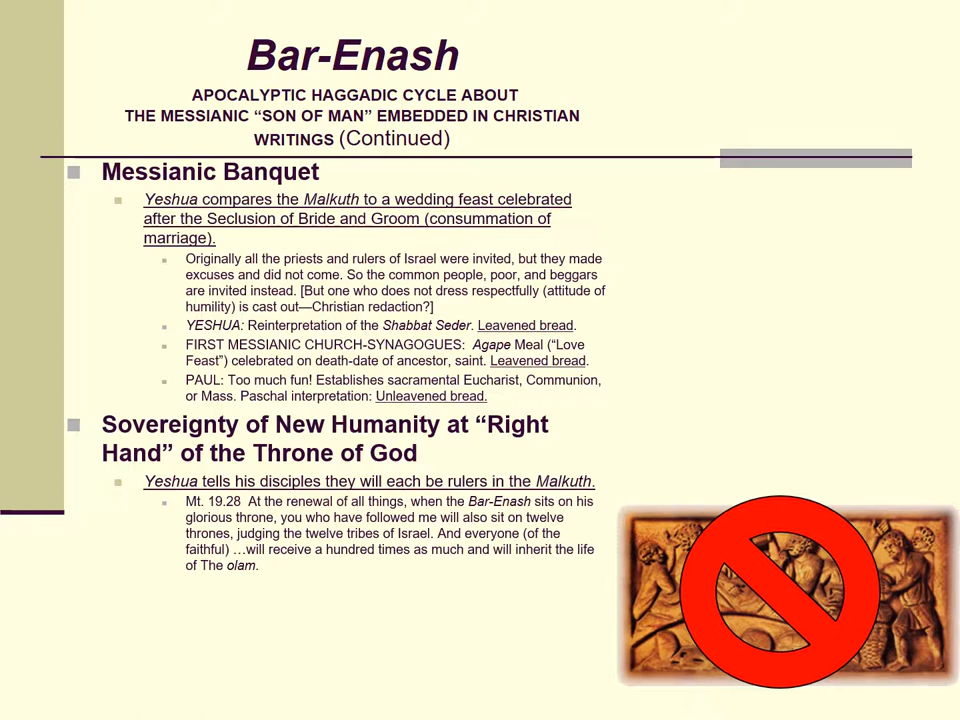 Bar-Enash
APOCALYPTIC HAGGADIC CYCLE ABOUT
THE MESSIANIC “SON OF MAN” EMBEDDED IN CHRISTIAN
WRITINGS (Continued)
Messianic Banquet
Yeshua compares the Malkuth to a wedding feast celebrated
after the Seclusion of Bride and Groom (consummation of
marriage).
Originally all the priests and rulers of Israel were invited, but they made
excuses and did not come. So the common people, poor, and beggars
are invited instead. [But one who does not dress respectfully (attitude of
humility) is cast out—Christian redaction?]
YESHUA: Reinterpretation of the Shabbat Seder. Leavened bread.
FIRST MESSIANIC CHURCH-SYNAGOGUES: Agape Meal (“Love
Feast”) celebrated on death-date of ancestor, saint. Leavened bread.
PAUL: Too much fun! Establishes sacramental Eucharist, Communion,
or Mass. Paschal interpretation: Unleavened bread.
Sovereignty of New Humanity at “Right
Hand” of the Throne of God
Yeshua tells his disciples they will each be rulers in the Malkuth.
Mt. 19.28 At the renewal of all things, when the Bar-Enash sits on his
glorious throne, you who have followed me will also sit on twelve
thrones, judging the twelve tribes of Israel. And everyone (of the
faithful) …will receive a hundred times as much and will inherit the life
of The olam.